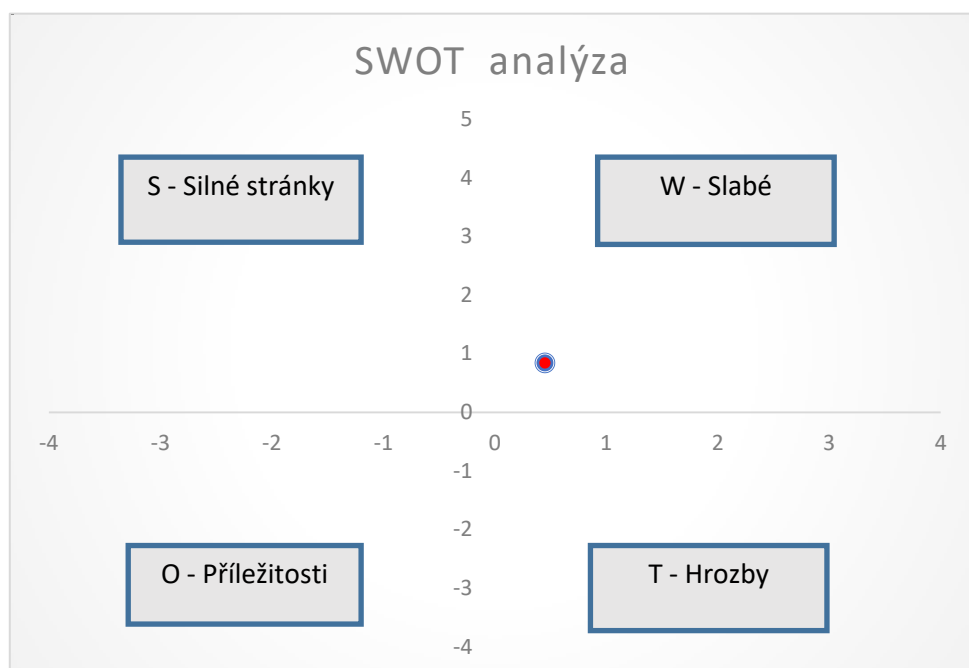 SWOT analýza
5
S - Silné stránky
W - Slabé
4
3
2
1
0
-4 -3 -2 -1 0 1 2 3 4
-1
-2
O - Příležitosti
T - Hrozby
-3
-4